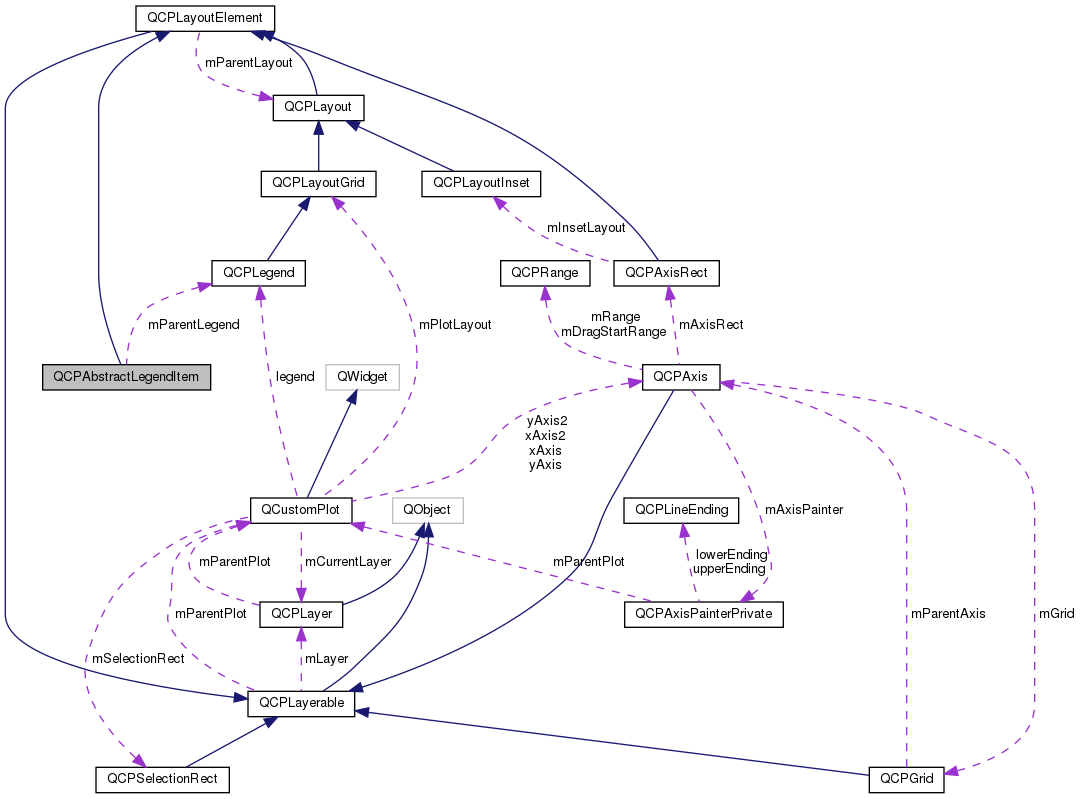 QCPLayoutElement
mParentLayout
QCPLayout
QCPLayoutGrid
QCPLayoutInset
mInsetLayout
QCPLegend
QCPRange
QCPAxisRect
mParentLegend
mPlotLayout
mRange
mDragStartRange
mAxisRect
QCPAbstractLegendItem
legend
QWidget
QCPAxis
yAxis2
xAxis2
xAxis
yAxis
QCustomPlot
QObject
QCPLineEnding
mAxisPainter
mParentPlot
mCurrentLayer
mParentPlot
lowerEnding
upperEnding
mParentPlot
QCPLayer
QCPAxisPainterPrivate
mParentAxis
mGrid
mSelectionRect
mLayer
QCPLayerable
QCPSelectionRect
QCPGrid